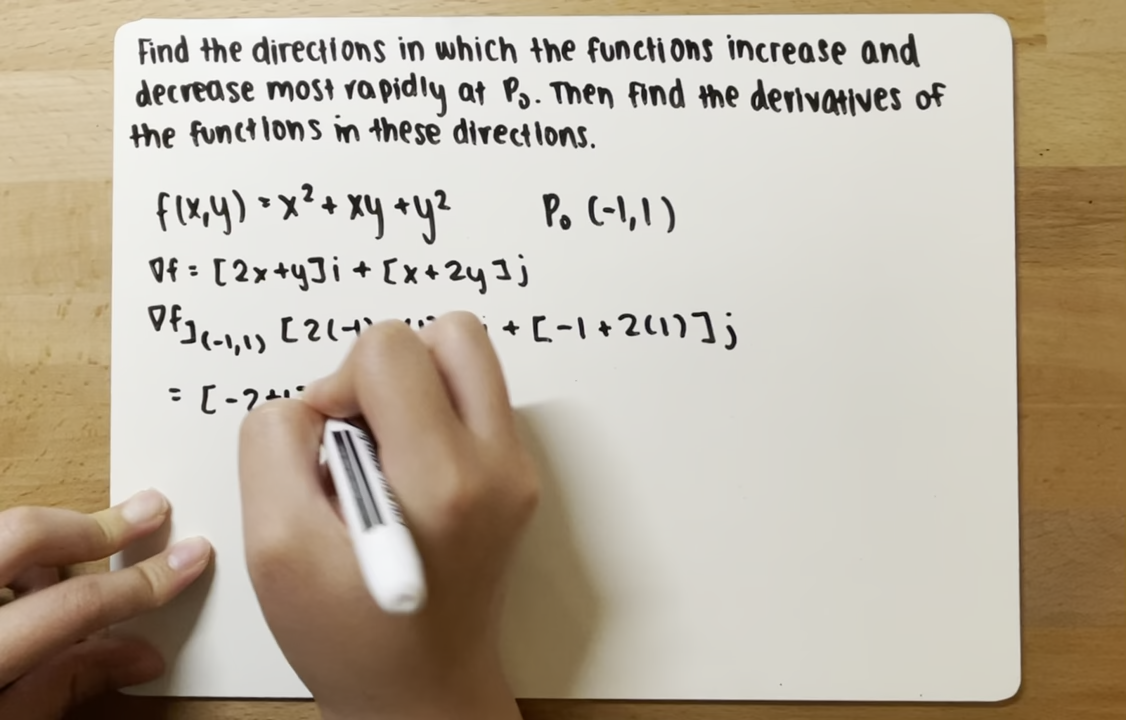 Find the directions in which the functions increase and
decrease most rapidly at P₀. Then find the derivatives of
the functions in these directions.
f(x,y) = x² + xy + y² P₀ (-1,1)
∇f = [2x+y]i + [x+2y]j
∇f](-1,1) [2(-1) + [-1+2(1)]j
= [-2+1